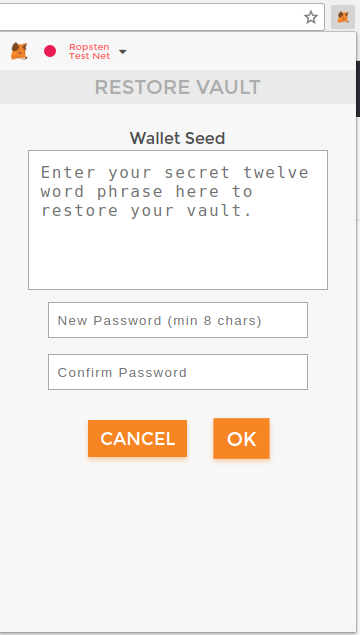 Ropsten
Test Net
RESTORE VAULT
Wallet Seed
Enter your secret twelve
word phrase here to
restore your vault.
New Password (min 8 chars)
Confirm Password
CANCEL
OK